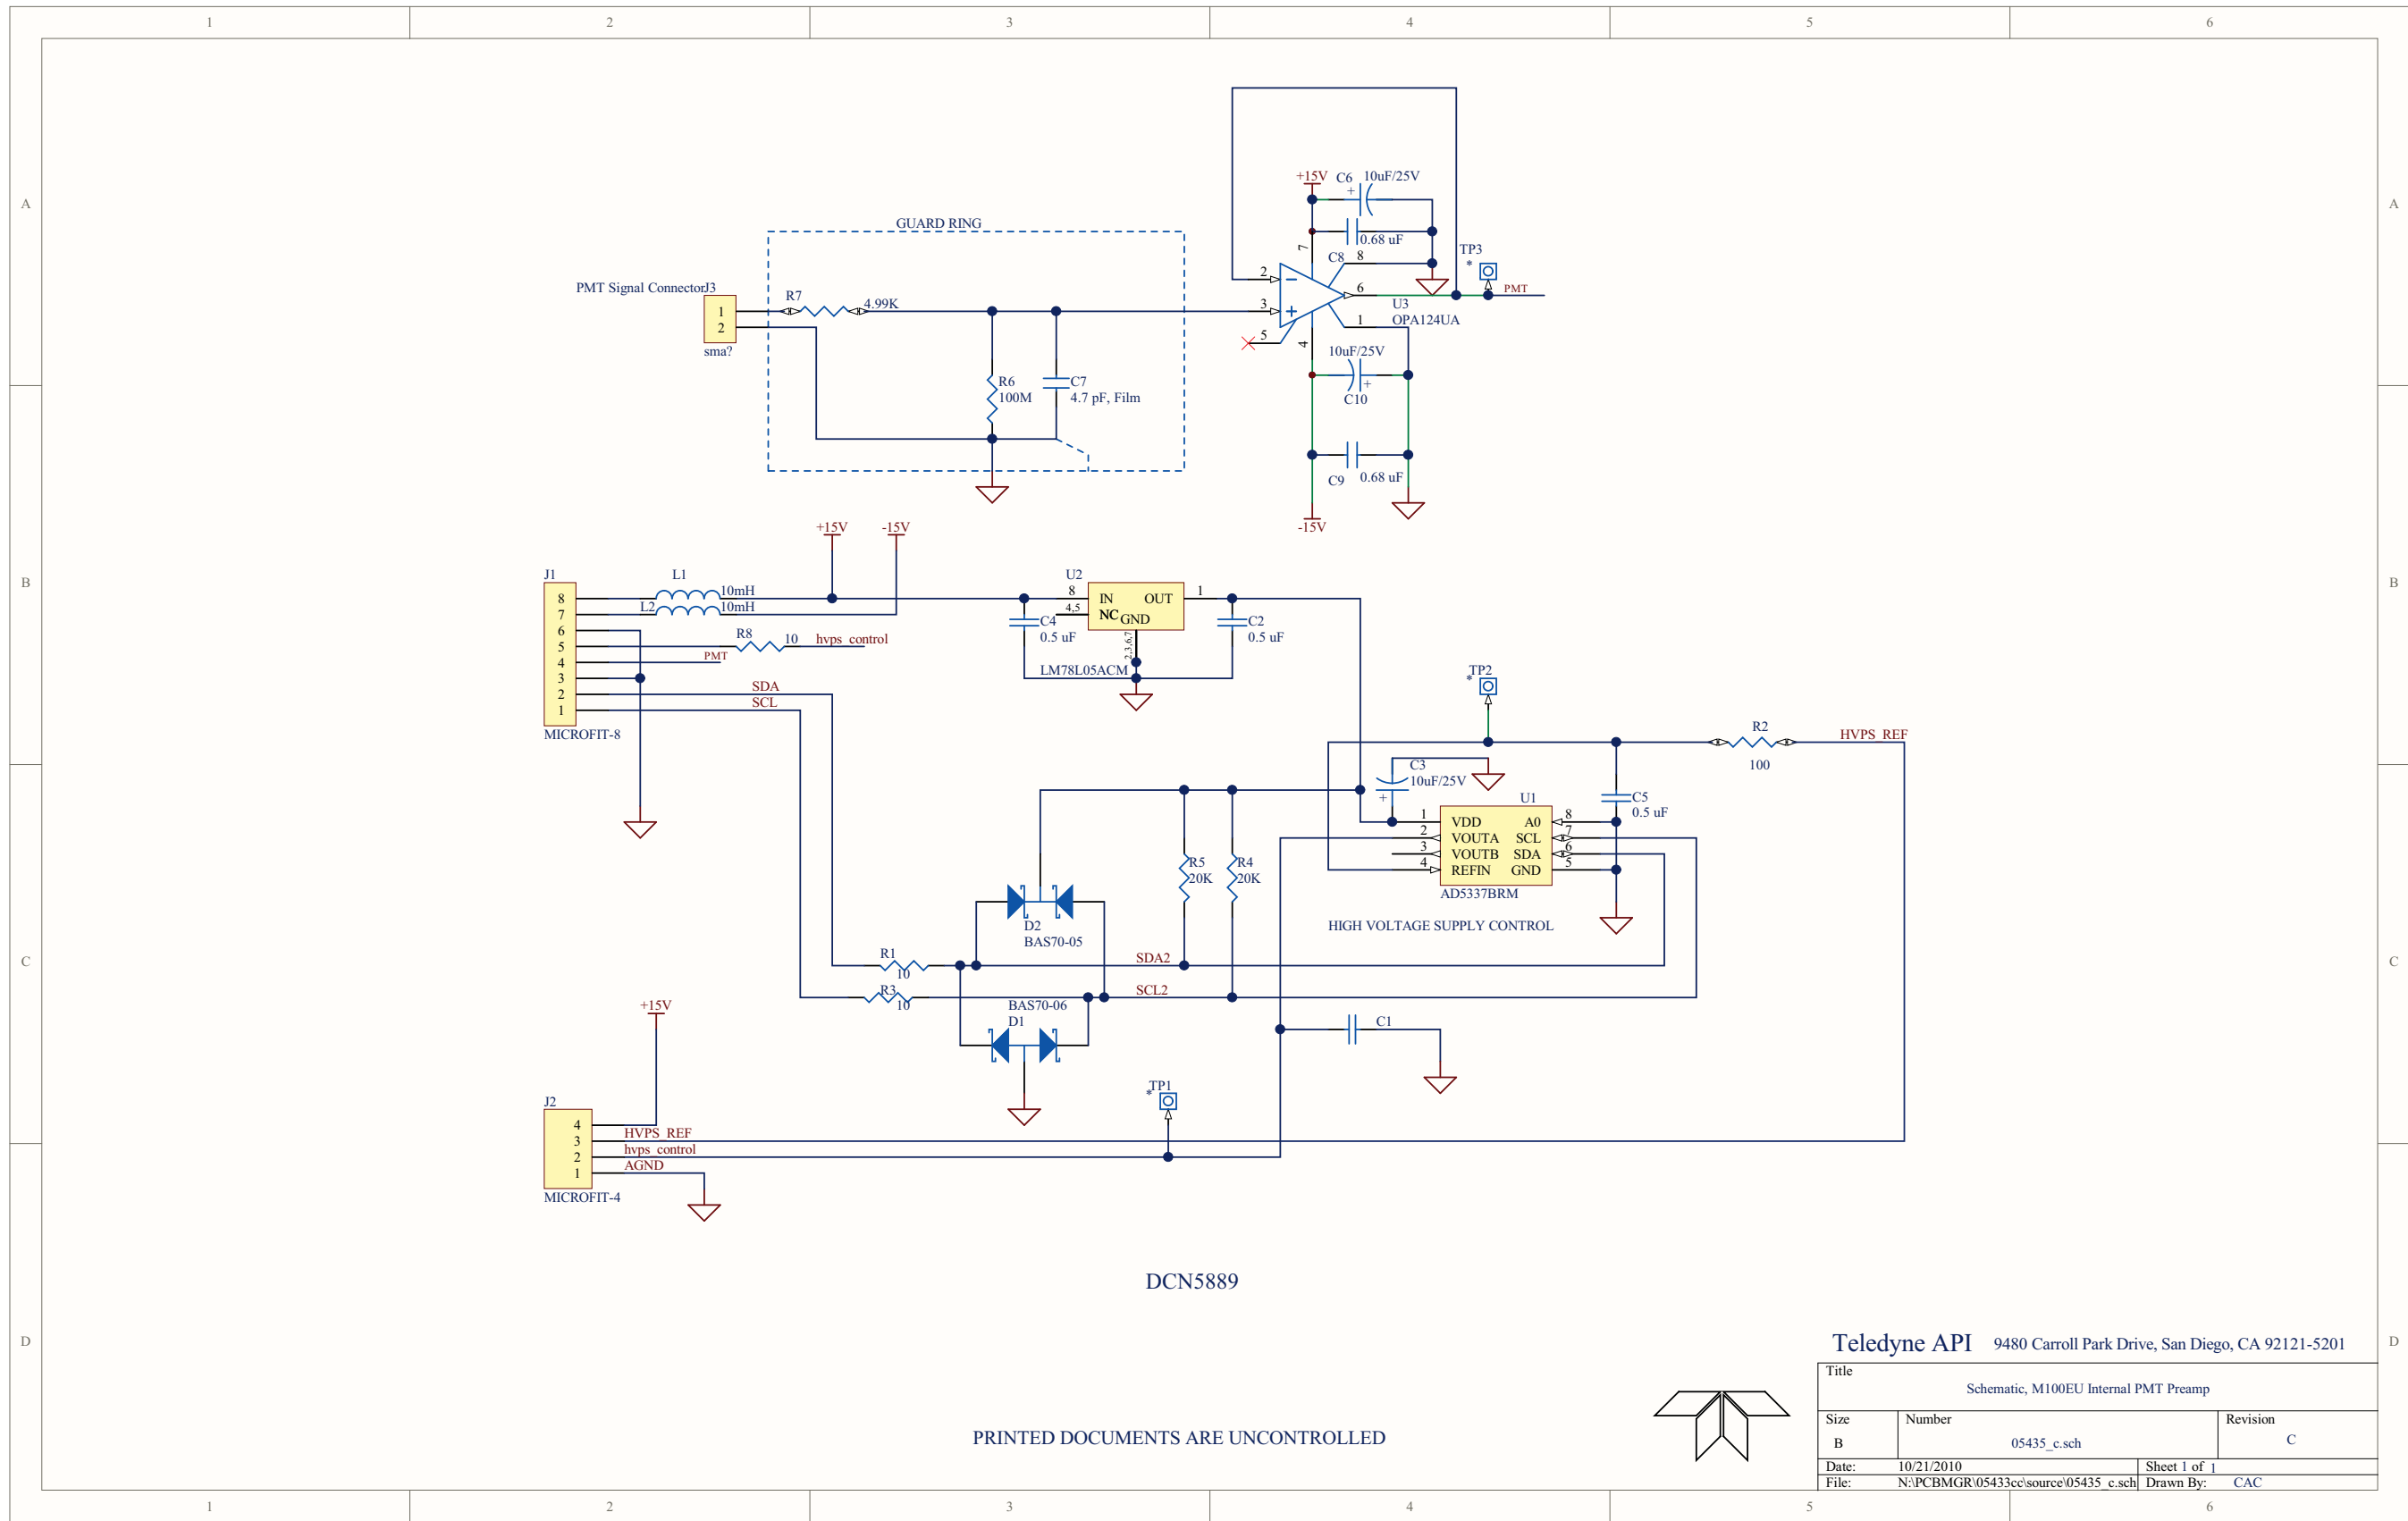 1 2 3 4 5 6
A A
B B
C C
D D
GUARD RING
PMT Signal Connector J3
1
2
sma?
R7
4.99K
R6
100M
C7
4.7 pF, Film
+15V
C6
10uF/25V
0.68 uF
C8
7
8
2
3
5
4
6
1
U3
OPA124UA
TP3
*
PMT
10uF/25V
+
C10
C9
0.68 uF
-15V
+15V
-15V
J1
8
7
6
5
4
3
2
1
MICROFIT-8
L1
10mH
L2
10mH
R8
10
hvps_control
PMT
SDA
SCL
U2
8
4,5
IN
OUT
NC
GND
1
2,3,6,7
LM78L05ACM
C4
0.5 uF
C2
0.5 uF
TP2
*
R2
100
HVPS_REF
C3
10uF/25V
+
U1
C5
0.5 uF
1 VDD A0 8
2 VOUTA SCL 7
3 VOUTB SDA 6
4 REFIN GND 5
AD5337BRM
HIGH VOLTAGE SUPPLY CONTROL
R5
20K
R4
20K
D2
BAS70-05
R1
10
SDA2
R3
10
SCL2
BAS70-06
D1
C1
+15V
TP1
*
J2
4
3 HVPS_REF
2 hvps_control
1 AGND
MICROFIT-4
DCN5889
PRINTED DOCUMENTS ARE UNCONTROLLED
Teledyne API 9480 Carroll Park Drive, San Diego, CA 92121-5201
Title
Schematic, M100EU Internal PMT Preamp
Size Number Revision
B 05435_c.sch C
Date: 10/21/2010 Sheet 1 of 1
File: N:\PCBMGR\05433cc\source\05435_c.sch Drawn By: CAC
1 2 3 4 5 6